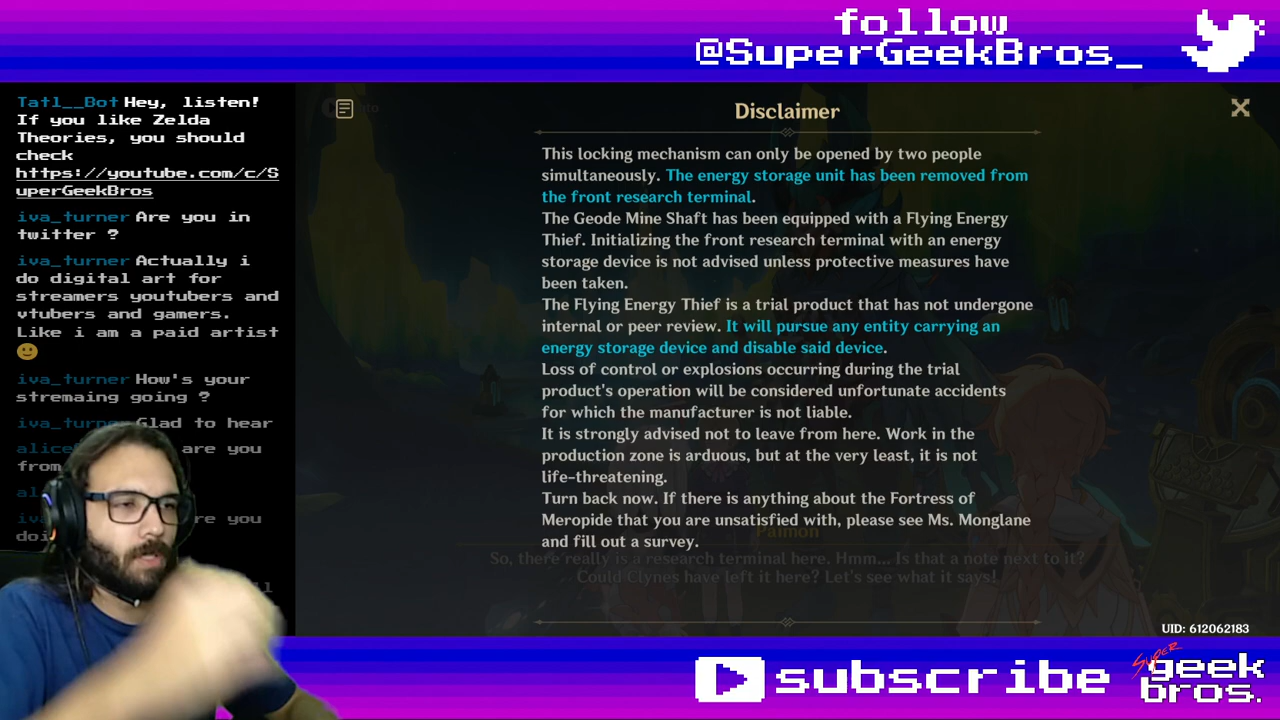 follow
@SuperGeekBros_
Tatl__Bot Hey, listen!
If you like Zelda
Theories, you should
check
https://youtube.com/c/S
uperGeekBros
iva_turner Are you in
twitter ?
iva_turner Actually i
do digital art for
streamers youtubers and
vtubers and gamers.
Like i am a paid artist
iva_turner How's your
stremaing going ?
iva_turner Glad to hear
are you
from
Disclaimer
This locking mechanism can only be opened by two people
simultaneously. The energy storage unit has been removed from
the front research terminal.
The Geode Mine Shaft has been equipped with a Flying Energy
Thief. Initializing the front research terminal with an energy
storage device is not advised unless protective measures have
been taken.
The Flying Energy Thief is a trial product that has not undergone
internal or peer review. It will pursue any entity carrying an
energy storage device and disable said device.
Loss of control or explosions occurring during the trial
product's operation will be considered unfortunate accidents
for which the manufacturer is not liable.
It is strongly advised not to leave from here. Work in the
production zone is arduous, but at the very least, it is not
life-threatening.
Turn back now. If there is anything about the Fortress of
Meropide that you are unsatisfied with, please see Ms. Monglane
and fill out a survey.
Paimon
So, there really is a research terminal here. Hmm... Is that a note next to it?
Could Clynes have left it here? Let's see what it says!
UID: 612062183
subscribe
SUPER
geek
bros.